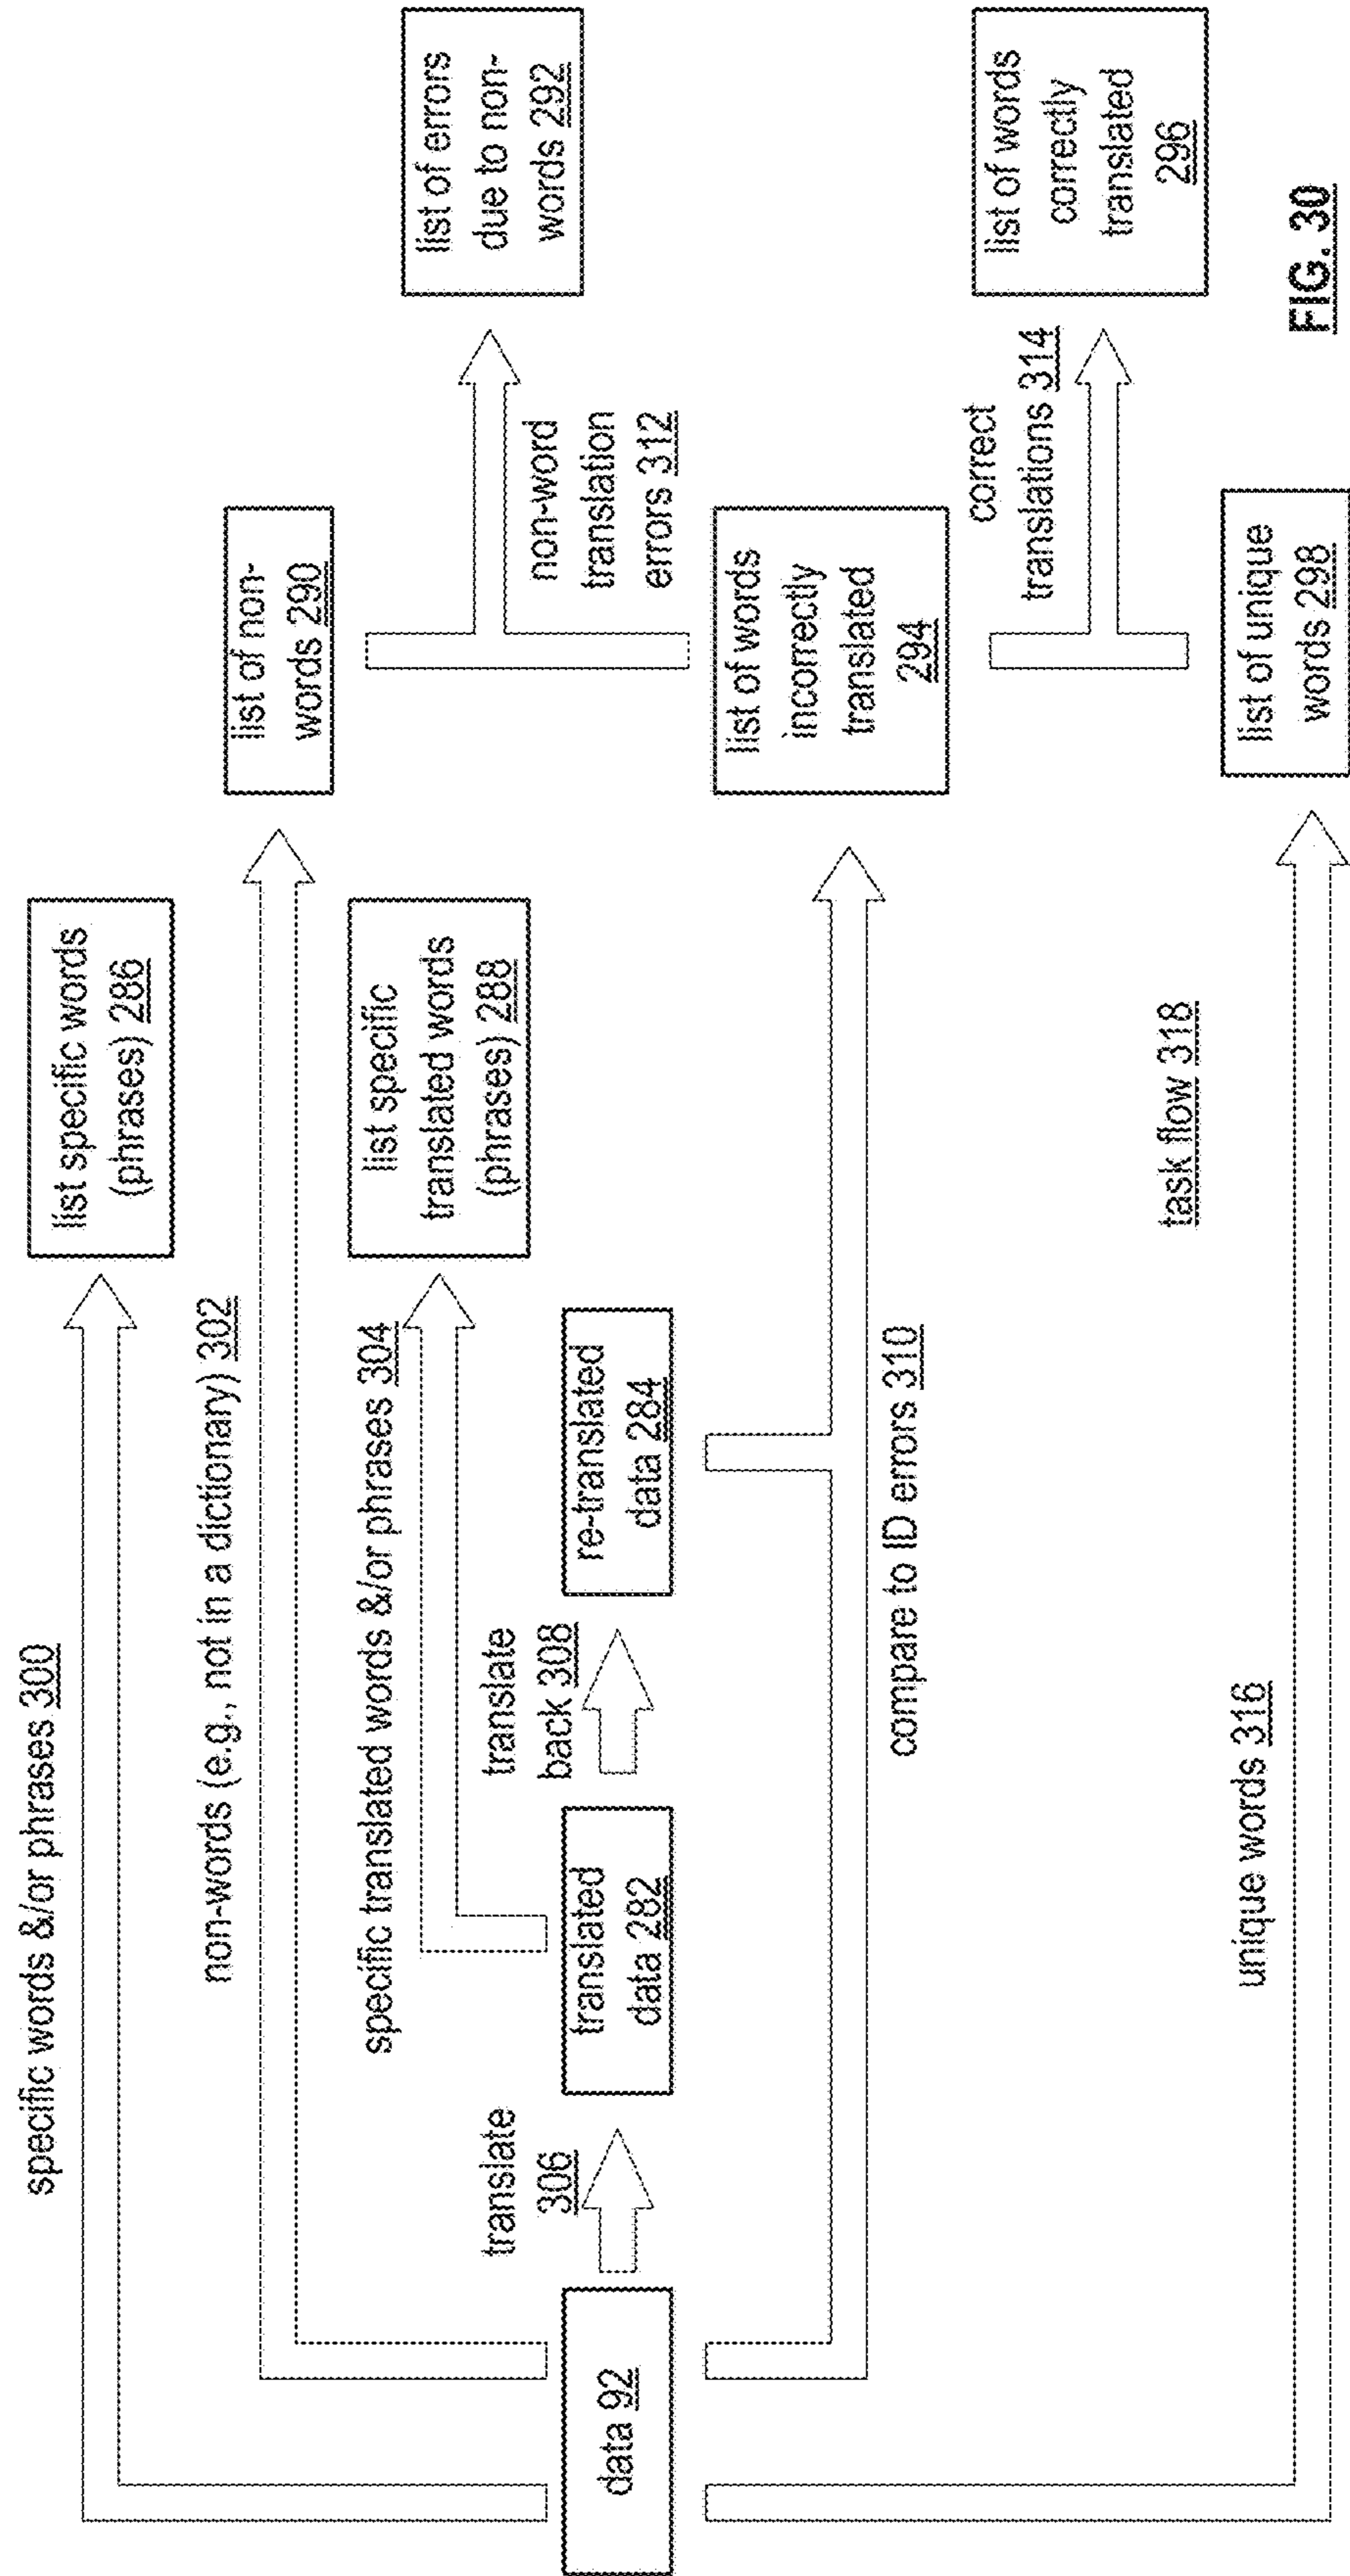 specific words &/or phrases 300
list specific words
(phrases) 286
non-words (e.g., not in a dictionary) 302
list of non-
words 290
specific translated words &/or phrases 304
list specific
translated words
(phrases) 288
list of errors
due to non-
words 292
non-word
translation
errors 312
translate
306
translate
back 308
data 92
translated
data 282
re-translated
data 284
list of words
incorrectly
translated
294
compare to ID errors 310
correct
translations 314
list of words
correctly
translated
296
task flow 318
unique words 316
list of unique
words 298
FIG. 30